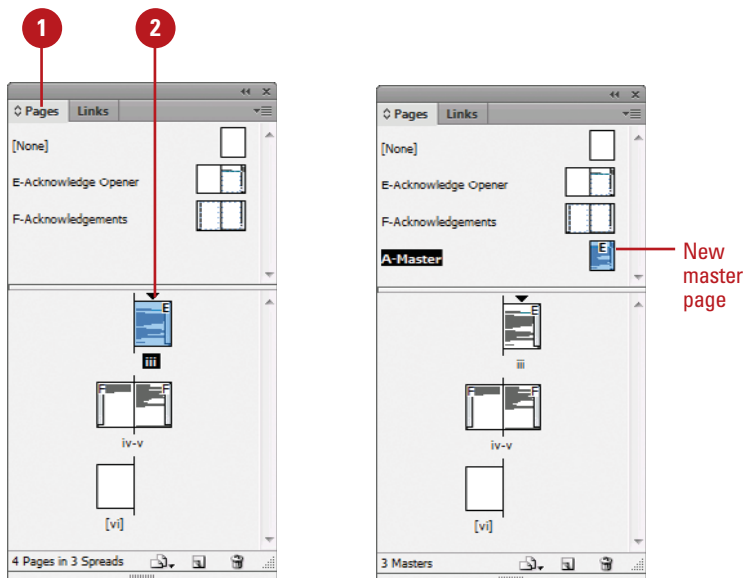 1 2
Pages Links
[None]
E-Acknowledge Opener
F-Acknowledgements
E
iii
F F
iv-v
[vi]
4 Pages in 3 Spreads
Pages Links
[None]
E-Acknowledge Opener
F-Acknowledgements
A-Master
E
New
master
page
E
iii
F F
iv-v
[vi]
3 Masters